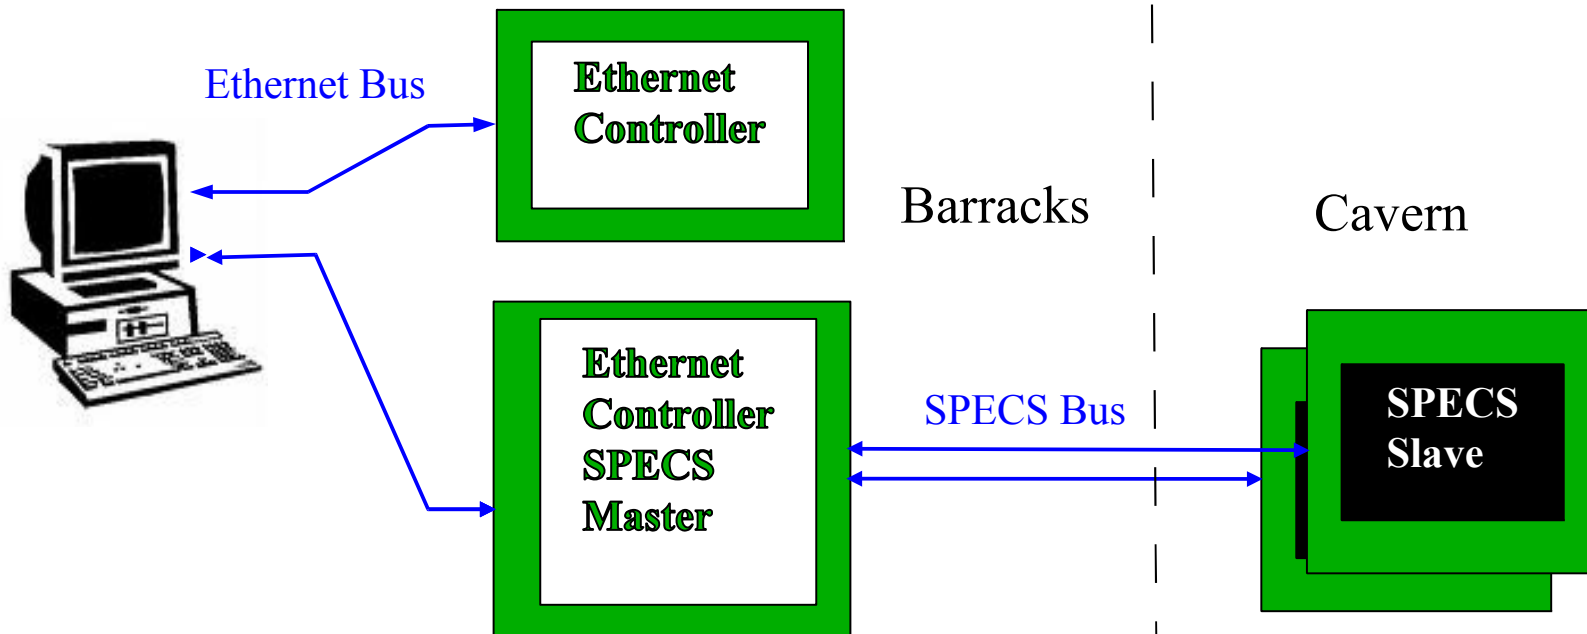 Ethernet Bus
Ethernet
Controller
Barracks
Cavern
Ethernet
Controller
SPECS
Master
SPECS Bus
SPECS
Slave